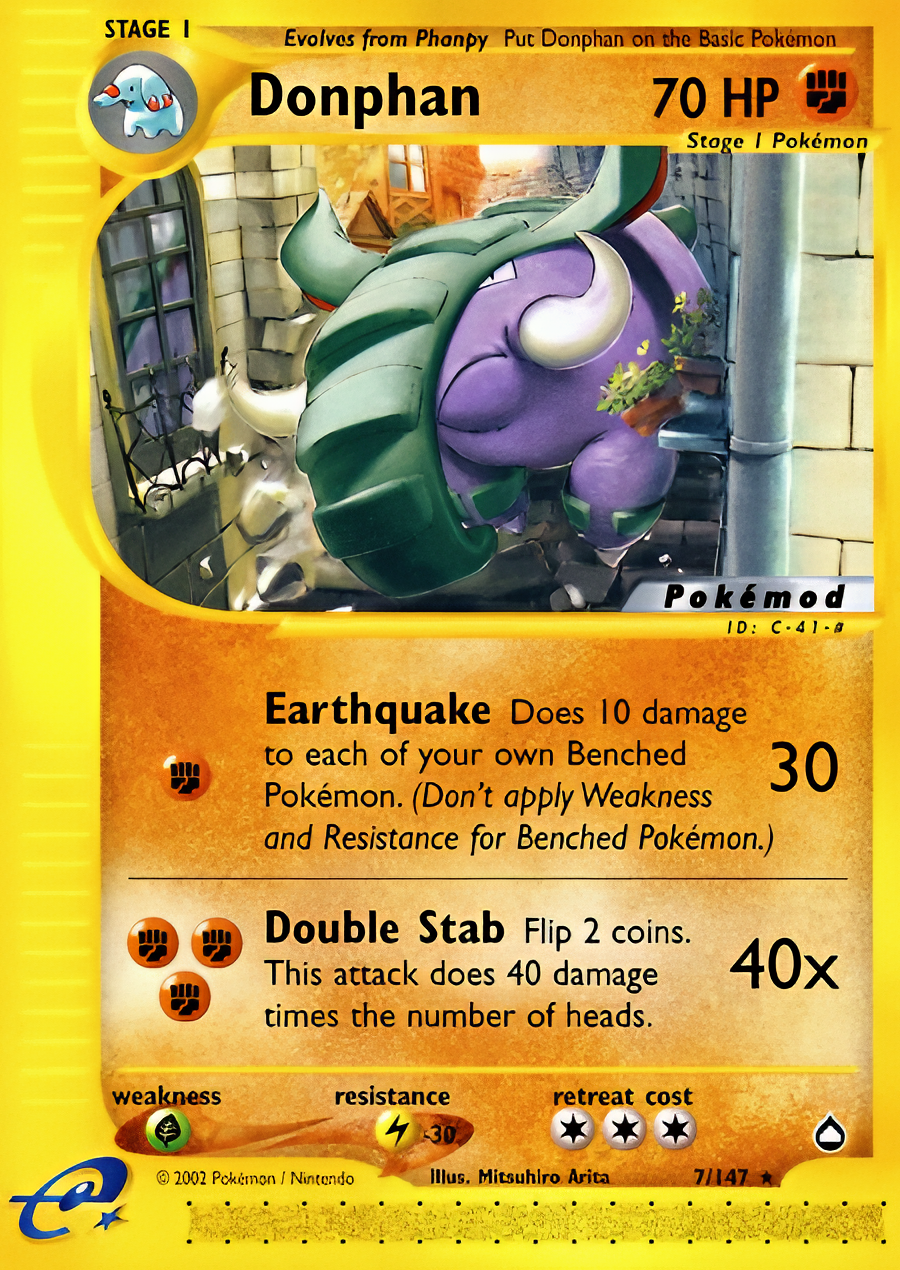 STAGE 1
Evolves from Phanpy Put Donphan on the Basic Pokémon
Donphan 70 HP
Stage 1 Pokémon
Pokémod
ID: C-41-#
Earthquake Does 10 damage
to each of your own Benched
Pokémon. (Don't apply Weakness
and Resistance for Benched Pokémon.)
30
Double Stab Flip 2 coins.
This attack does 40 damage
times the number of heads.
40x
weakness resistance retreat cost
-30
© 2002 Pokémon / Nintendo Illus. Mitsuhiro Arita 7/147 ★
e